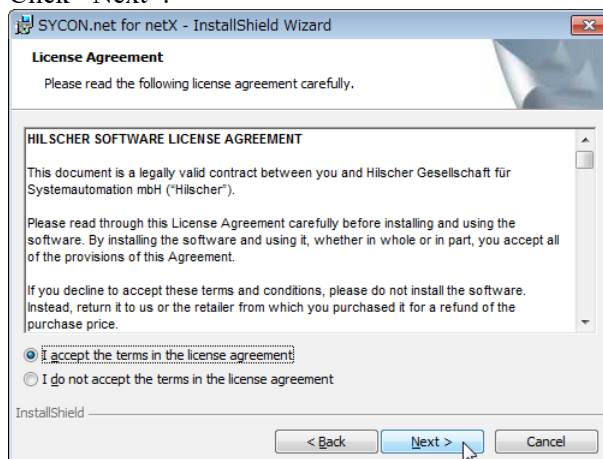 Click "Next".
SYCON.net for netX - InstallShield Wizard
License Agreement
Please read the following license agreement carefully.
HILSCHER SOFTWARE LICENSE AGREEMENT
This document is a legally valid contract between you and Hilscher Gesellschaft für
Systemautomation mbH ("Hilscher").
Please read through this License Agreement carefully before installing and using the
software. By installing the software and using it, whether in whole or in part, you accept all
of the provisions of this Agreement.
If you decline to accept these terms and conditions, please do not install the software.
Instead, return it to us or the retailer from which you purchased it for a refund of the
purchase price.
I accept the terms in the license agreement
I do not accept the terms in the license agreement
InstallShield
< Back Next > Cancel